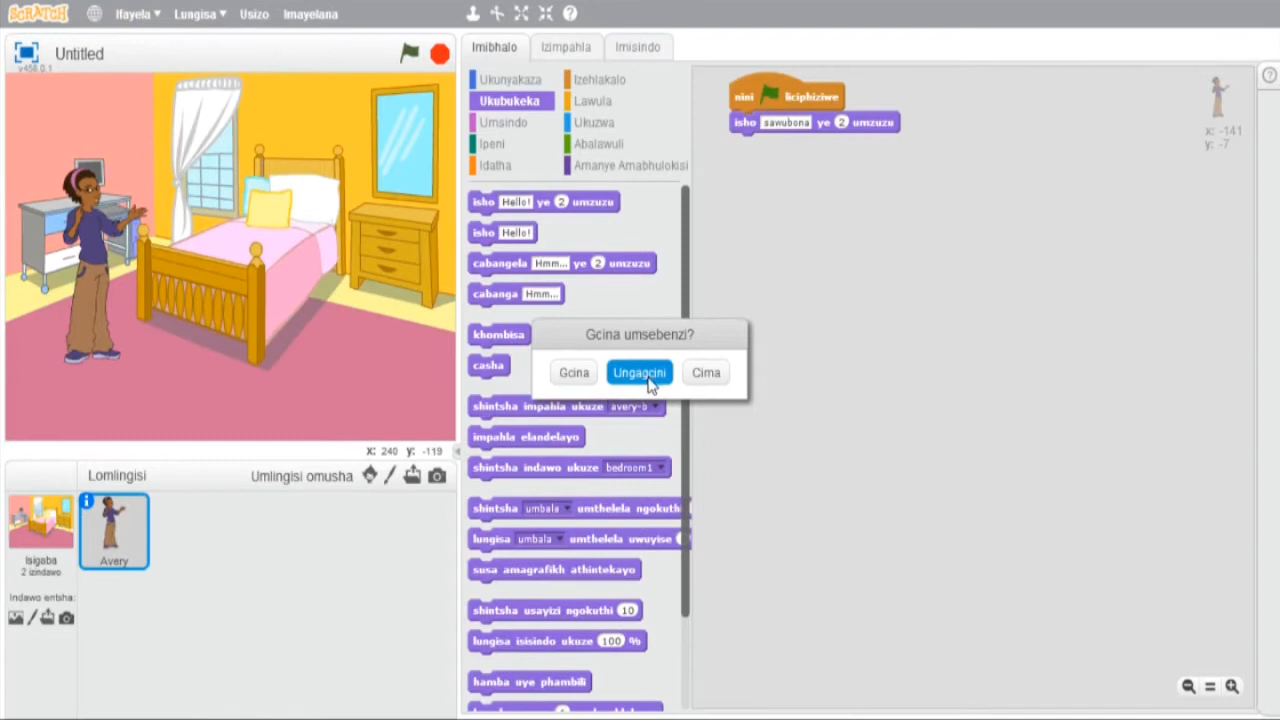 SCRATCH Ifayela Lungisa Usizo Imayelana
Untitled
v458.0.1
Imibhalo Izimpahla Imisindo
Ukunyakaza Izehlakalo
Ukubukeka Lawula
Umsindo Ukuzwa
Ipeni Abalawuli
Idatha Amanye Amabhulokisi
isho Hello! ye 2 umzuzu
isho Hello!
cabangela Hmm... ye 2 umzuzu
cabanga Hmm...
khombisa
casha
shintsha impahla ukuze avery-b
impahla elandelayo
shintsha indawo ukuze bedroom1
shintsha umbala umthelela ngokuthi
lungisa umbala umthelela uwuyise
susa amagrafikh athintekayo
shintsha usayizi ngokuthi 10
lungisa isisindo ukuze 100 %
hamba uye phambili
Gcina umsebenzi?
Gcina Ungagcini Cima
nini liciphiziwe
isho sawubona ye 2 umzuzu
x: -141
y: -7
X: 240 y: -119
Lomlingisi Umlingisi omusha
Isigaba
2 izindawo
Indawo entsha:
Avery